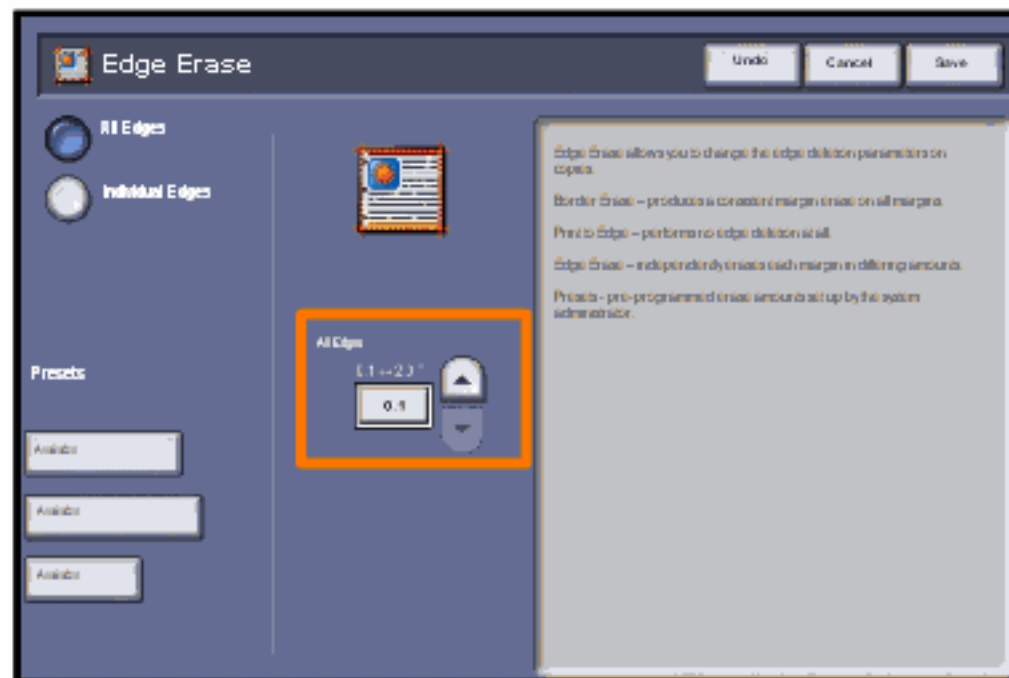 Edge Erase
Undo
Cancel
Save
All Edges
Individual Edges
Edge Erase allows you to change the edge deletion parameters on
copies.
Border Erase – produces a consistent margin erase on all margins.
Print to Edge – performs no edge deletion at all.
Edge Erase – independently erases each margin in differing amounts.
Presets - pre-programmed erase amounts set up by the system
administrator.
All Edges
0.1
Presets
Available
Available
Available